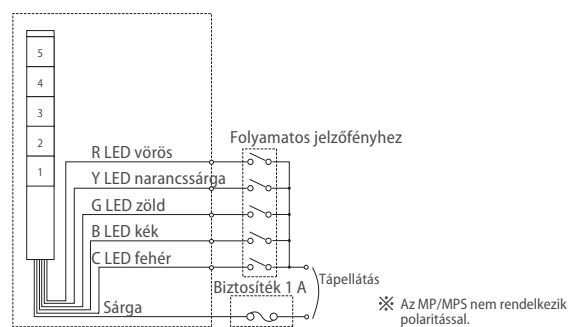 5
4
3
2
1
Folyamatos jelzőfényhez
R LED vörös
Y LED narancssárga
G LED zöld
B LED kék
C LED fehér
Biztosíték 1 A
Tápellátás
Sárga
※ Az MP/MPS nem rendelkezik
polaritással.